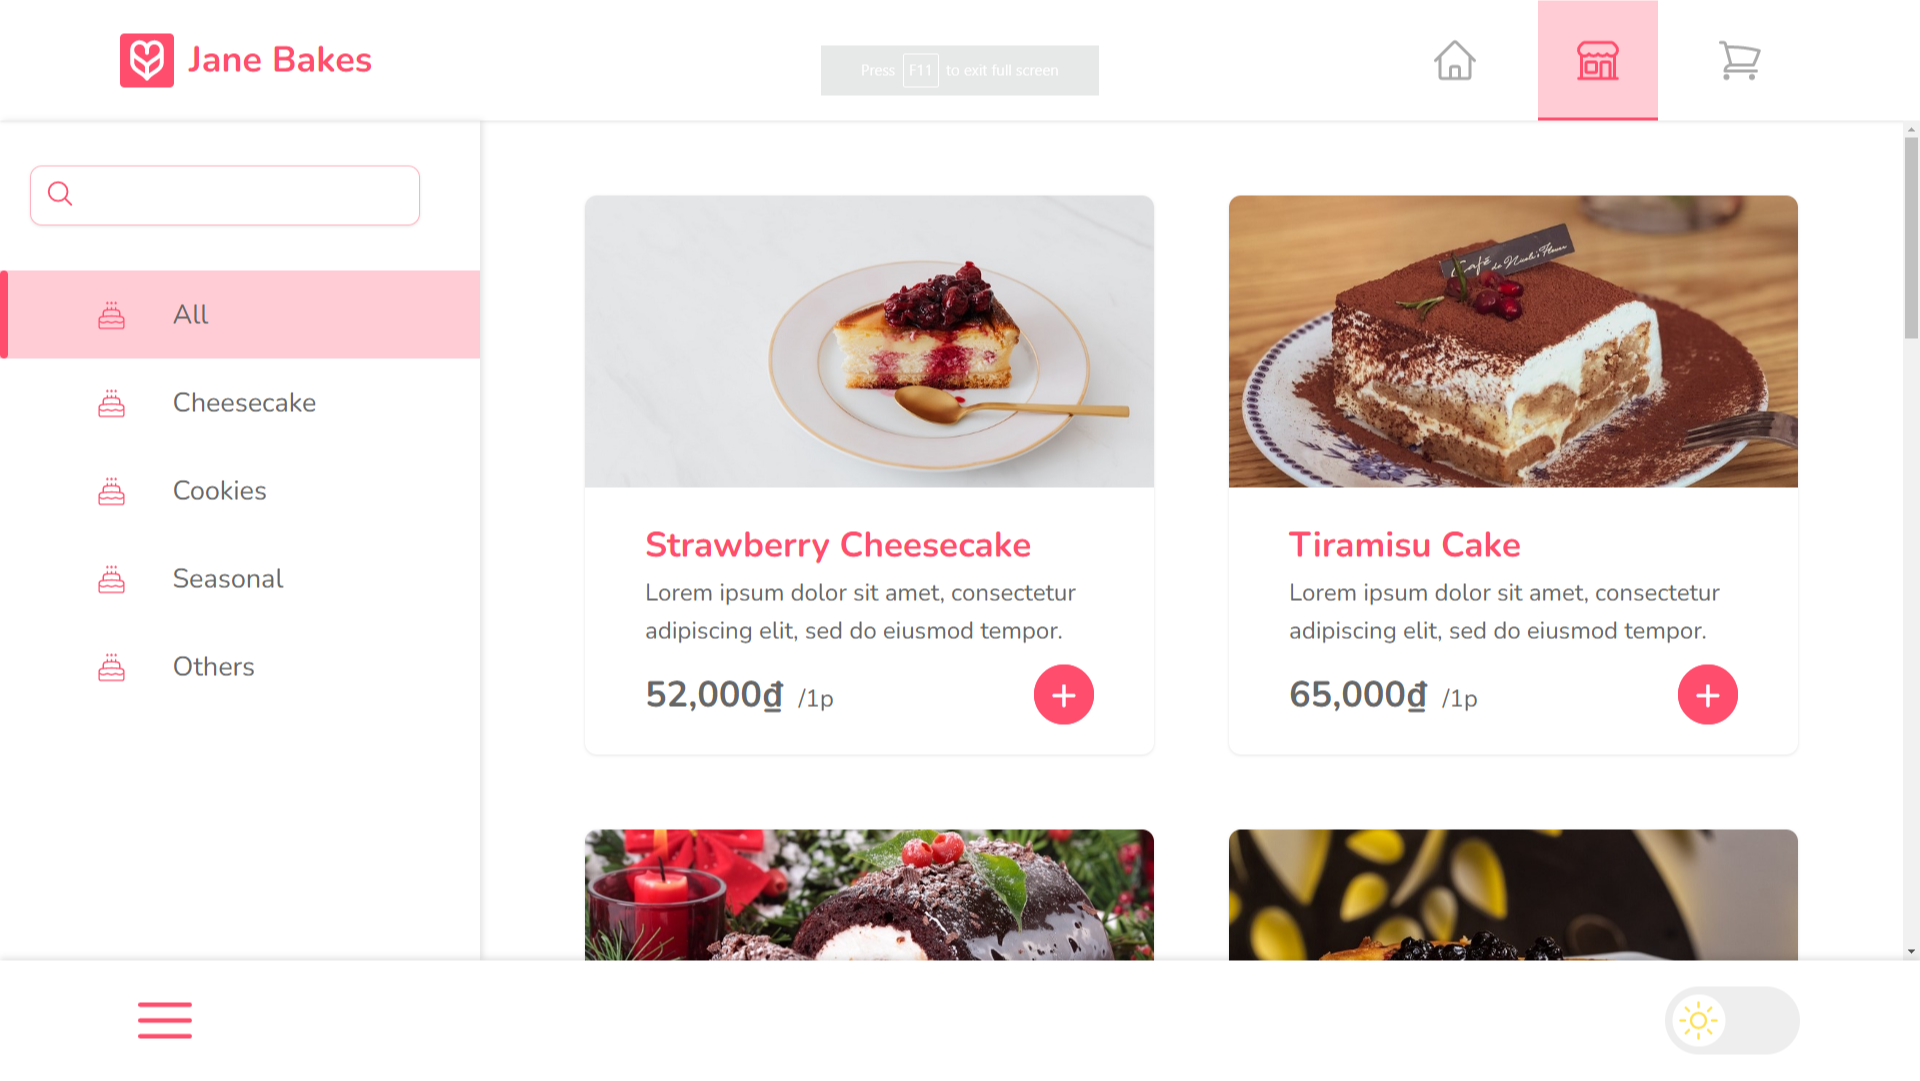 Jane Bakes
Press F11 to exit full screen
All
Cheesecake
Cookies
Seasonal
Others
Café
Strawberry Cheesecake
Lorem ipsum dolor sit amet, consectetur
adipiscing elit, sed do eiusmod tempor.
52,000₫ /1p
Tiramisu Cake
Lorem ipsum dolor sit amet, consectetur
adipiscing elit, sed do eiusmod tempor.
65,000₫ /1p